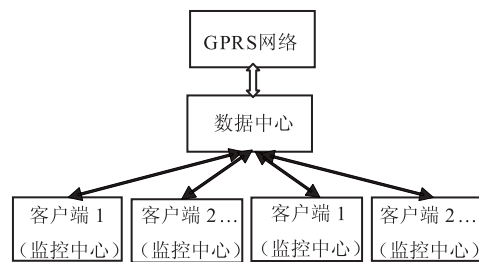 GPRS网络
数据中心
客户端 1
（监控中心）
客户端 2…
（监控中心）
客户端 1
（监控中心）
客户端 2…
（监控中心）